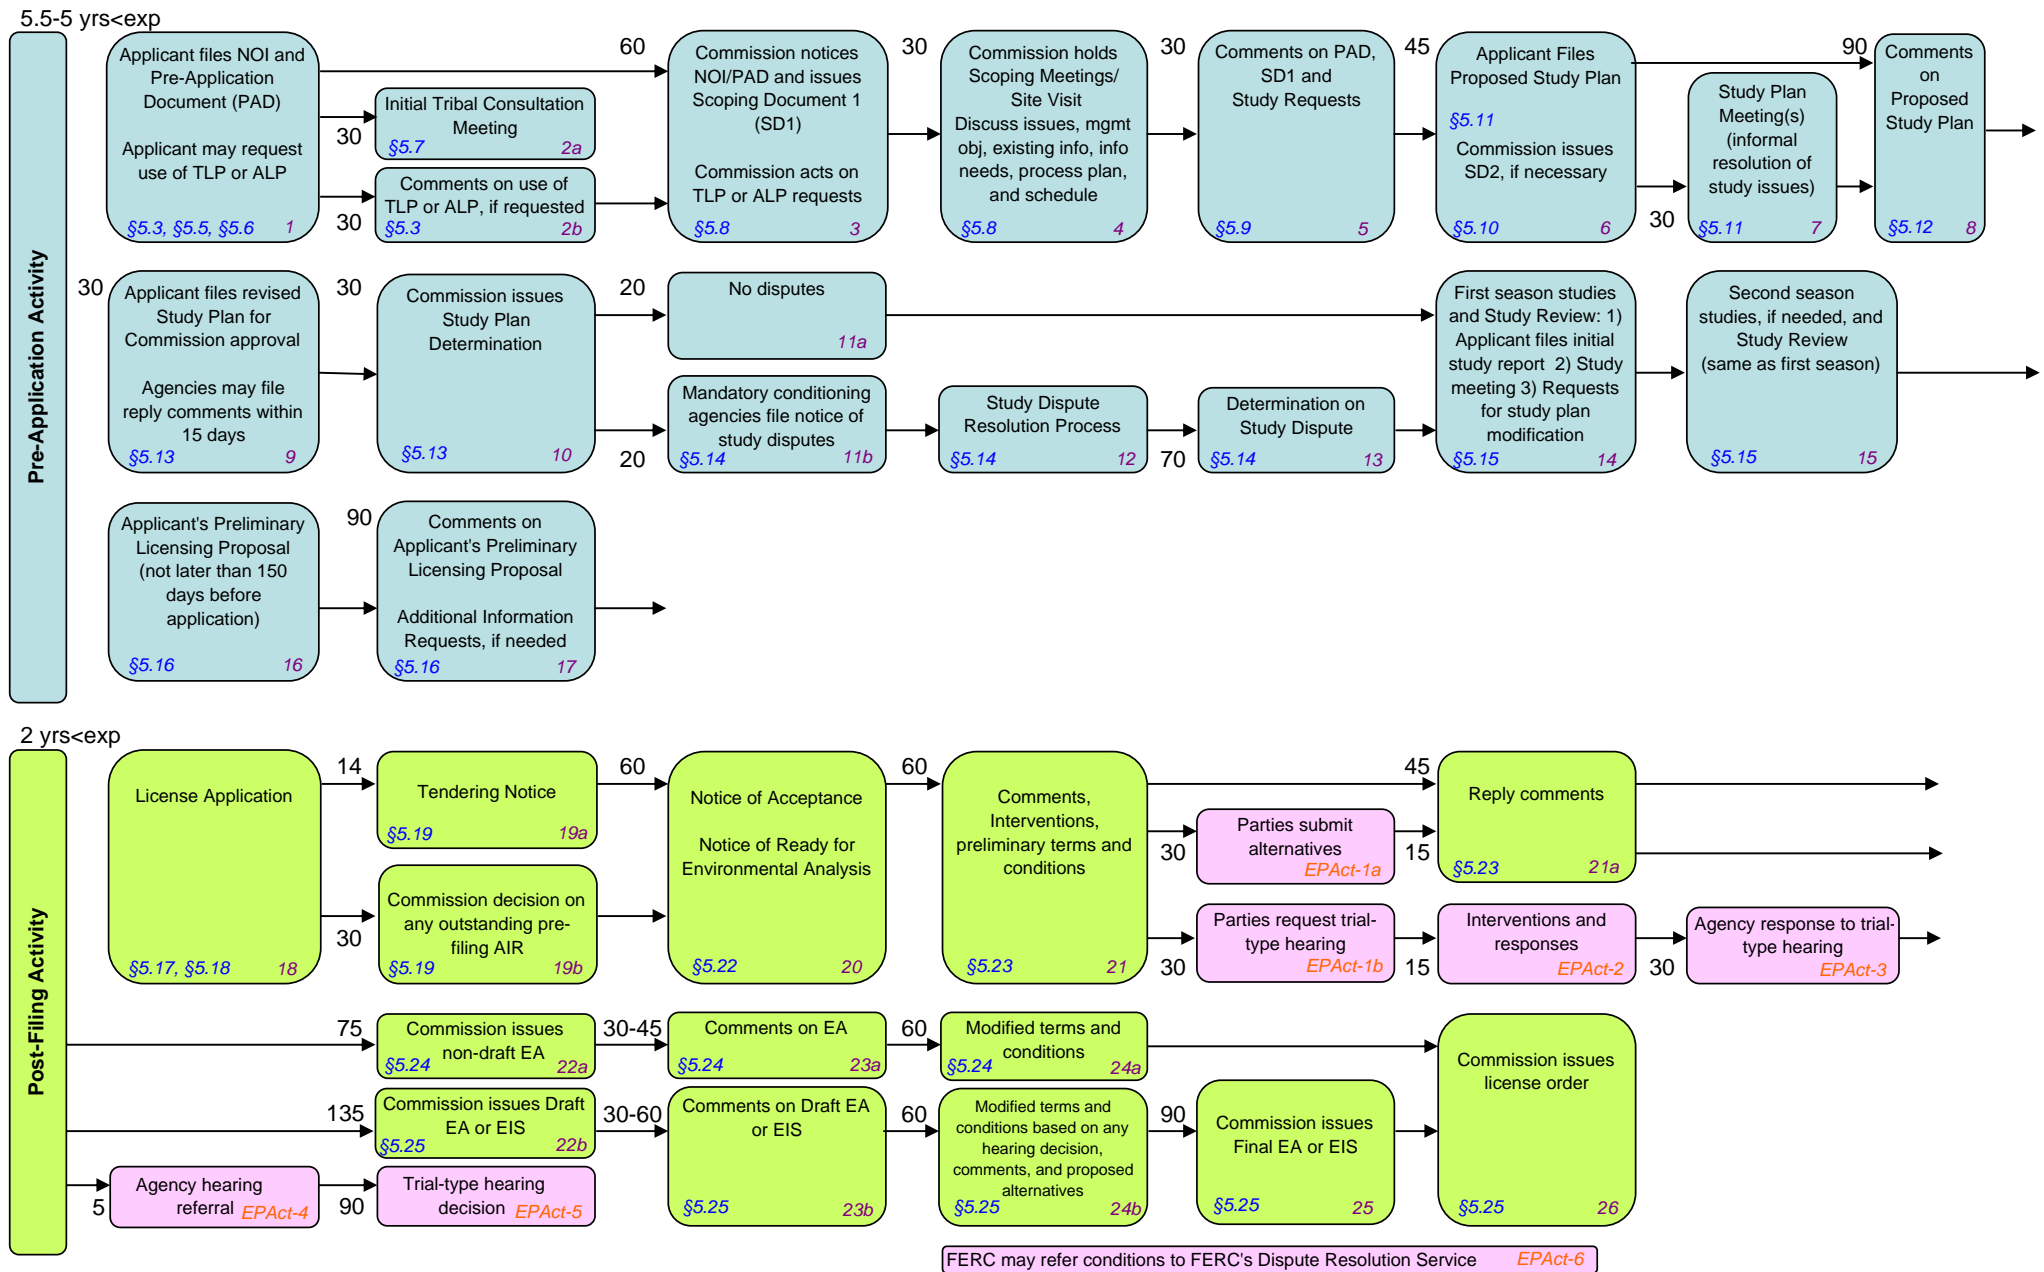 5.5-5 yrs<exp
Pre-Application Activity
Applicant files NOI and
Pre-Application
Document (PAD)
Applicant may request
use of TLP or ALP
§5.3, §5.5, §5.6 1
60
30
Initial Tribal Consultation
Meeting
§5.7 2a
30
Comments on use of
TLP or ALP, if requested
§5.3 2b
Commission notices
NOI/PAD and issues
Scoping Document 1
(SD1)
Commission acts on
TLP or ALP requests
§5.8 3
30
Commission holds
Scoping Meetings/
Site Visit
Discuss issues, mgmt
obj, existing info, info
needs, process plan,
and schedule
§5.8 4
30
Comments on PAD,
SD1 and
Study Requests
§5.9 5
45
Applicant Files
Proposed Study Plan
§5.11
Commission issues
SD2, if necessary
§5.10 6
90
30
Study Plan
Meeting(s)
(informal
resolution of
study issues)
§5.11 7
Comments
on
Proposed
Study Plan
§5.12 8
30
Applicant files revised
Study Plan for
Commission approval
Agencies may file
reply comments within
15 days
§5.13 9
30
Commission issues
Study Plan
Determination
§5.13 10
20
No disputes
11a
20
Mandatory conditioning
agencies file notice of
study disputes
§5.14 11b
Study Dispute
Resolution Process
§5.14 12
70
Determination on
Study Dispute
§5.14 13
First season studies
and Study Review: 1)
Applicant files initial
study report 2) Study
meeting 3) Requests
for study plan
modification
§5.15 14
Second season
studies, if needed, and
Study Review
(same as first season)
§5.15 15
Applicant's Preliminary
Licensing Proposal
(not later than 150
days before
application)
§5.16 16
90
Comments on
Applicant's Preliminary
Licensing Proposal
Additional Information
Requests, if needed
§5.16 17
2 yrs<exp
Post-Filing Activity
License Application
§5.17, §5.18 18
14
Tendering Notice
§5.19 19a
30
Commission decision on
any outstanding pre-
filing AIR
§5.19 19b
60
Notice of Acceptance
Notice of Ready for
Environmental Analysis
§5.22 20
60
Comments,
Interventions,
preliminary terms and
conditions
§5.23 21
45
30
Parties submit
alternatives
EPAct-1a
15
Reply comments
§5.23 21a
30
Parties request trial-
type hearing
EPAct-1b
15
Interventions and
responses
EPAct-2
30
Agency response to trial-
type hearing
EPAct-3
75
Commission issues
non-draft EA
§5.24 22a
30-45
Comments on EA
§5.24 23a
60
Modified terms and
conditions
§5.24 24a
135
Commission issues Draft
EA or EIS
§5.25 22b
30-60
Comments on Draft EA
or EIS
§5.25 23b
60
Modified terms and
conditions based on any
hearing decision,
comments, and proposed
alternatives
§5.25 24b
90
Commission issues
Final EA or EIS
§5.25 25
Commission issues
license order
§5.25 26
5
Agency hearing
referral EPAct-4
90
Trial-type hearing
decision EPAct-5
FERC may refer conditions to FERC's Dispute Resolution Service EPAct-6